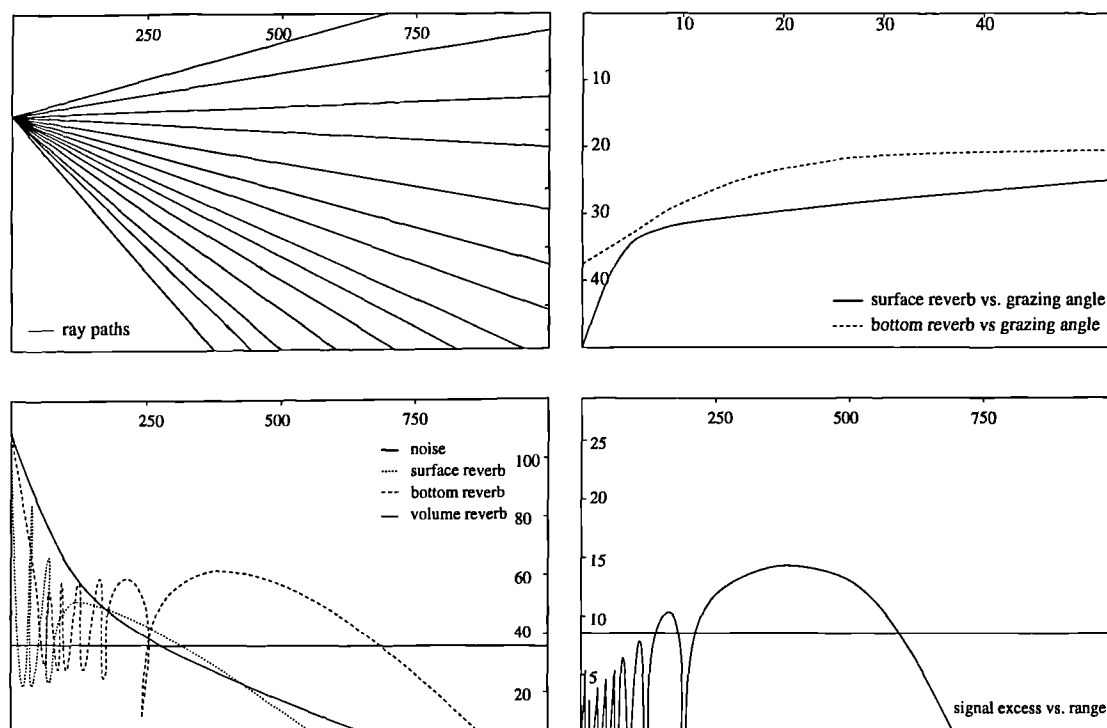 250 500 750
ray paths
10 20 30 40
10
20
30
40
surface reverb vs. grazing angle
bottom reverb vs grazing angle
250 500 750
noise
surface reverb
bottom reverb
volume reverb
100
80
60
40
20
250 500 750
25
20
15
10
5
signal excess vs. range